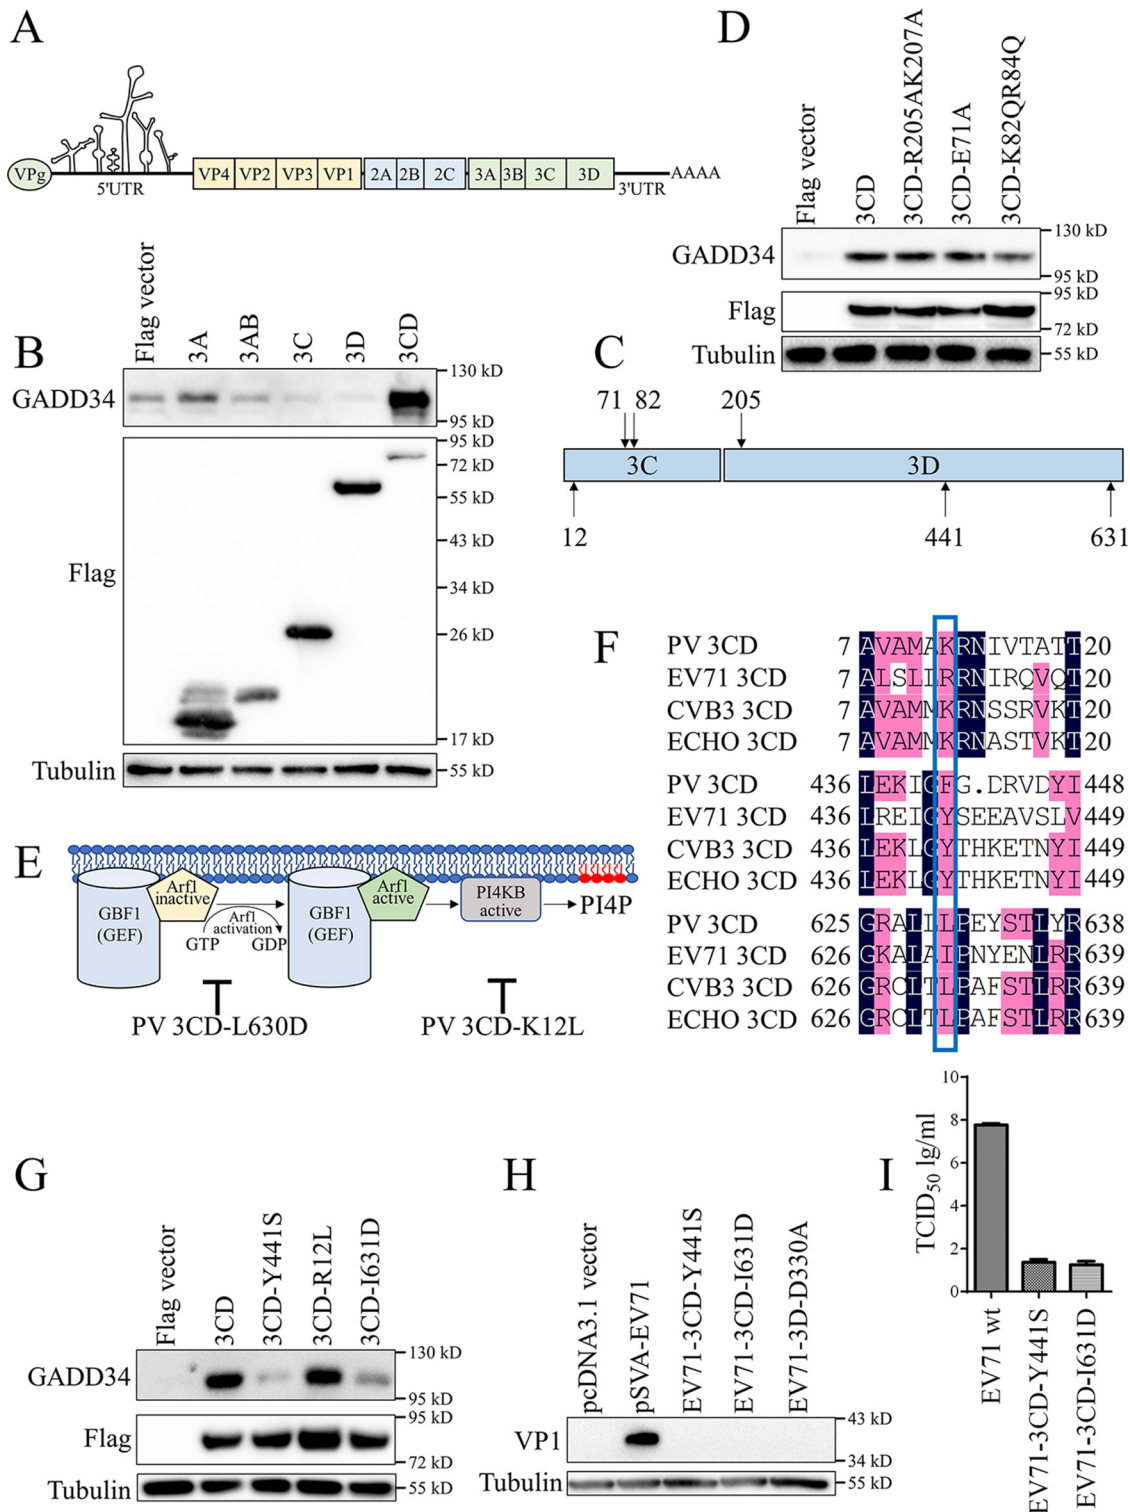 A
VPg
5'UTR
VP4 VP2 VP3 VP1 2A 2B 2C 3A 3B 3C 3D
3'UTR
AAAA
B
Flag vector
3A
3AB
3C
3D
3CD
GADD34
130 kD
95 kD
Flag
95 kD
72 kD
55 kD
43 kD
34 kD
26 kD
17 kD
Tubulin
55 kD
D
Flag vector
3CD
3CD-R205AK207A
3CD-E71A
3CD-K82QR84Q
GADD34
130 kD
95 kD
Flag
95 kD
72 kD
Tubulin
55 kD
C
71 82 205
3C 3D
12 441 631
E
GBF1
(GEF)
Arf1
inactive
Arf1
activation
GTP
GDP
GBF1
(GEF)
Arf1
active
PI4KB
active
PI4P
PV 3CD-L630D
PV 3CD-K12L
F
PV 3CD 7 AVAMAKRNIVTATT 20
EV71 3CD 7 ALSLLRRNIRQVQT 20
CVB3 3CD 7 AVAMMKRNSSRVKT 20
ECHO 3CD 7 AVAMMKRNASTVKT 20
PV 3CD 436 LEKIGFG.DRVDYI 448
EV71 3CD 436 LREIGYSEEAVSLV 449
CVB3 3CD 436 LEKLGYTHKETNYI 449
ECHO 3CD 436 LEKLGYTHKETNYI 449
PV 3CD 625 GRALLLPEYSTLYR 638
EV71 3CD 626 GKALAIPNYENLRR 639
CVB3 3CD 626 GRCLTLPAFSTLRR 639
ECHO 3CD 626 GRCLTLPAFSTLRR 639
G
Flag vector
3CD
3CD-Y441S
3CD-R12L
3CD-I631D
GADD34
130 kD
95 kD
Flag
95 kD
72 kD
Tubulin
55 kD
H
pcDNA3.1 vector
pSVA-EV71
EV71-3CD-Y441S
EV71-3CD-I631D
EV71-3D-D330A
VP1
43 kD
34 kD
Tubulin
55 kD
I
TCID50 lg/ml
10
8
6
4
2
0
EV71 wt
EV71-3CD-Y441S
EV71-3CD-I631D